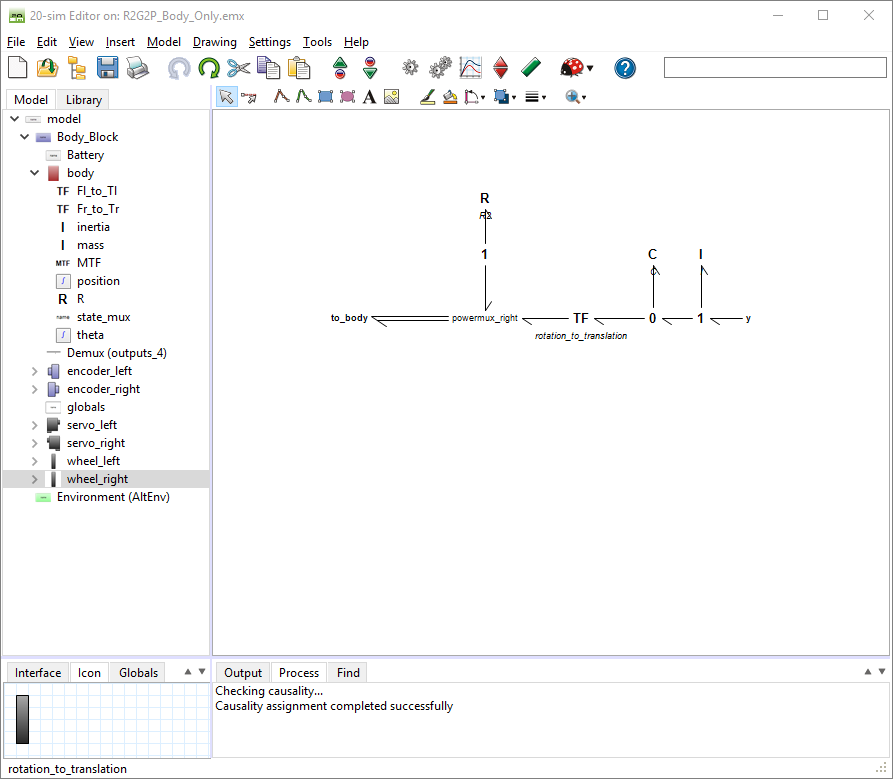 20-sim Editor on: R2G2P_Body_Only.emx
File Edit View Insert Model Drawing Settings Tools Help
Model Library
model
Body_Block
Battery
body
TF Fl_to_Tl
TF Fr_to_Tr
I inertia
I mass
MTF MTF
position
R R
name state_mux
theta
Demux (outputs_4)
encoder_left
encoder_right
globals
servo_left
servo_right
wheel_left
wheel_right
Environment (AltEnv)
R
R2
1
C I
to_body powermux_right TF 0 1 y
rotation_to_translation
Interface Icon Globals
Output Process Find
Checking causality...
Causality assignment completed successfully
rotation_to_translation